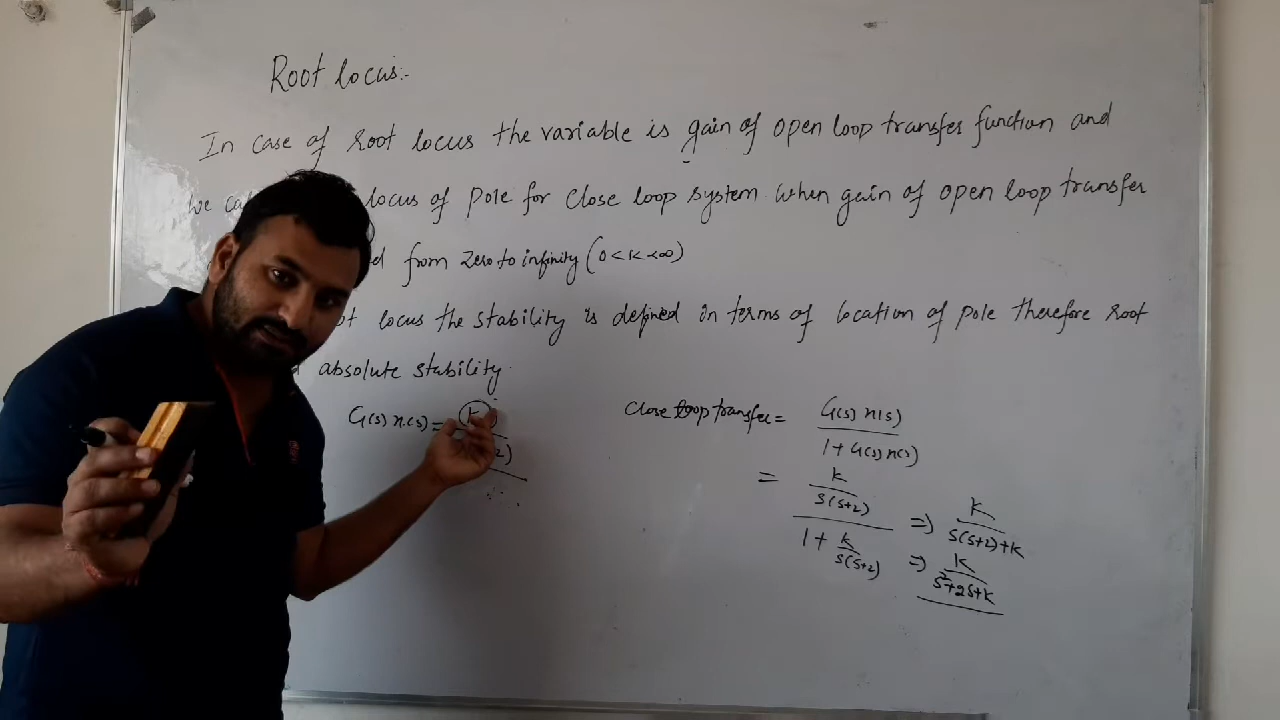 Root locus:-
In case of Root locus the variable is gain of open loop transfer function and
We locus of pole for close loop system when gain of open loop transfer
from zero to infinity (0<k<∞)
locus the stability is defined in terms of location of pole therefore root
absolute stability.
G(s) H(s) = K
2)
Close loop transfer = G(s) H(s)
1 + G(s) H(s)
= K
s(s+2)
1 + K
s(s+2)
=> K
s(s+2)+K
=> K
s²+2s+K